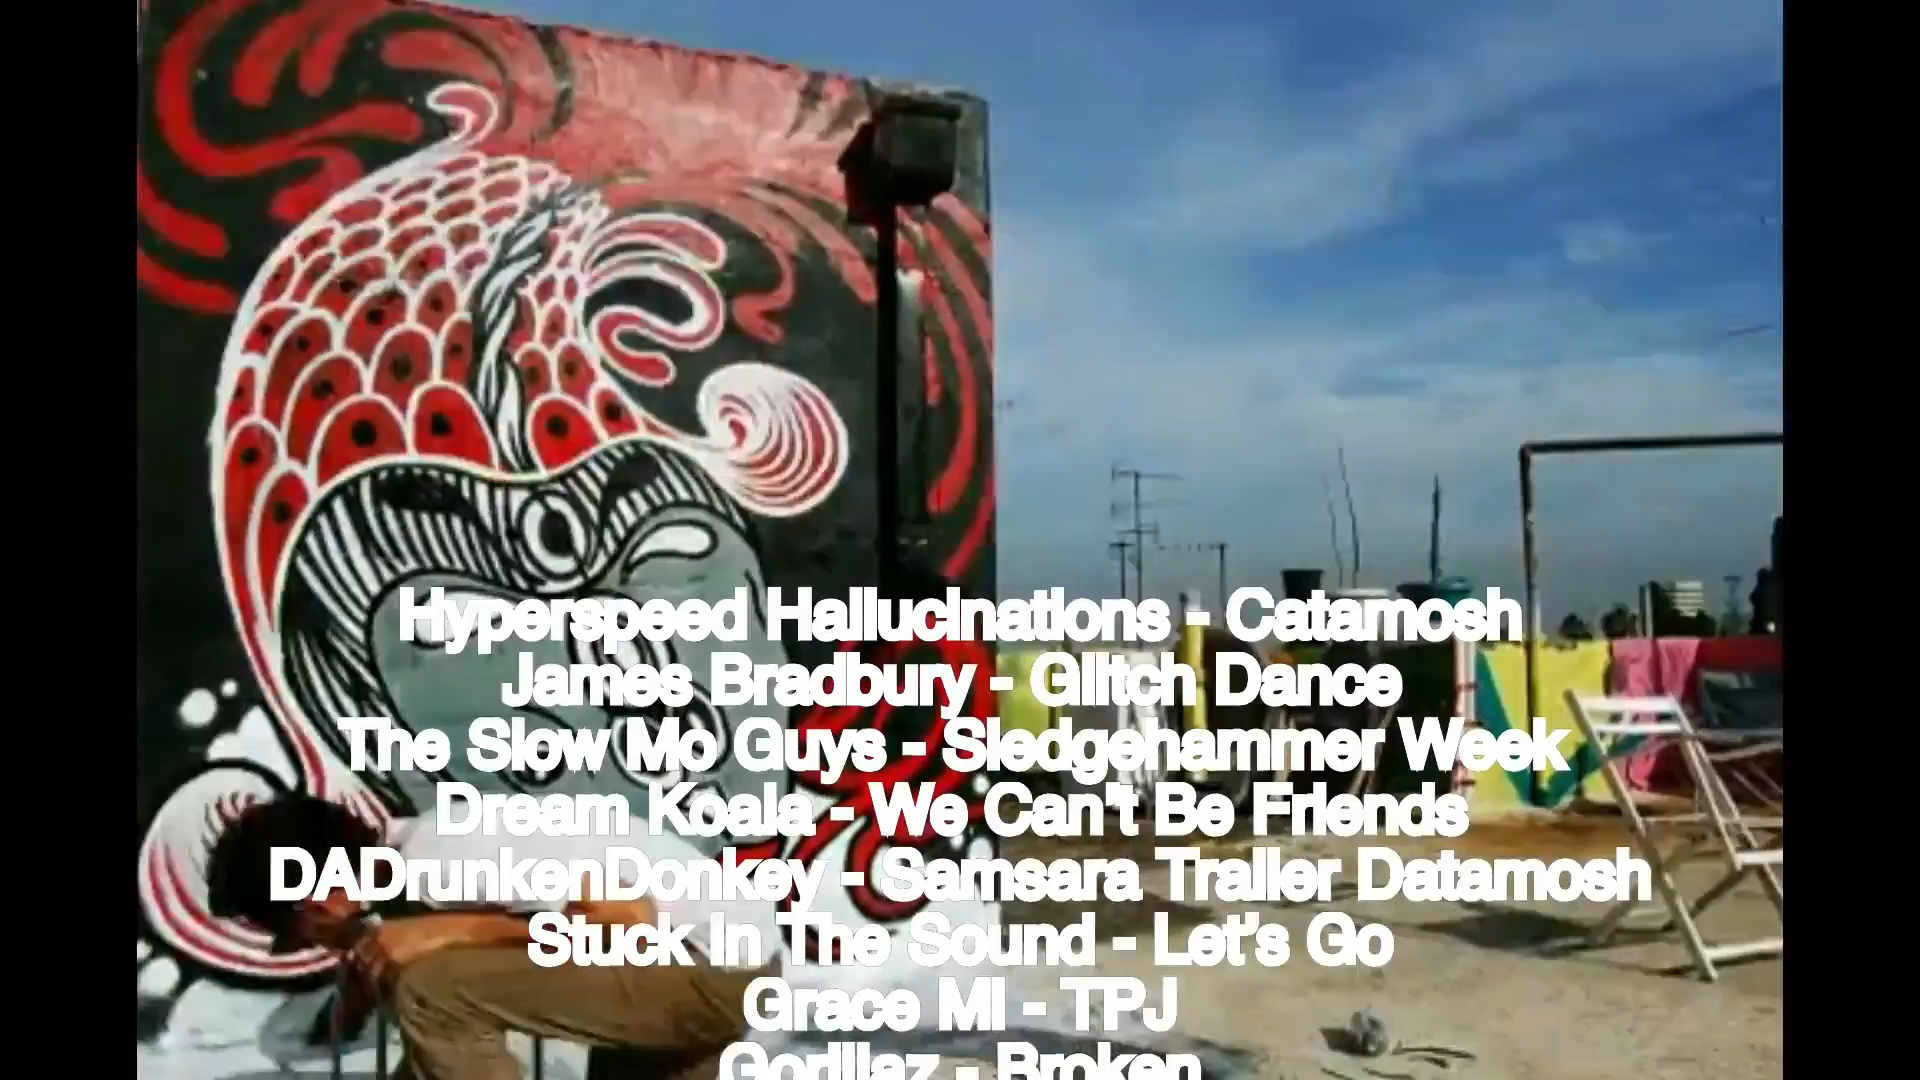 Hyperspeed Hallucinations - Catamosh
James Bradbury - Glitch Dance
The Slow Mo Guys - Sledgehammer Week
Dream Koala - We Can't Be Friends
DADrunkenDonkey - Samsara Trailer Datamosh
Stuck In The Sound - Let's Go
Grace Mi - TPJ
Gorillaz - Broken